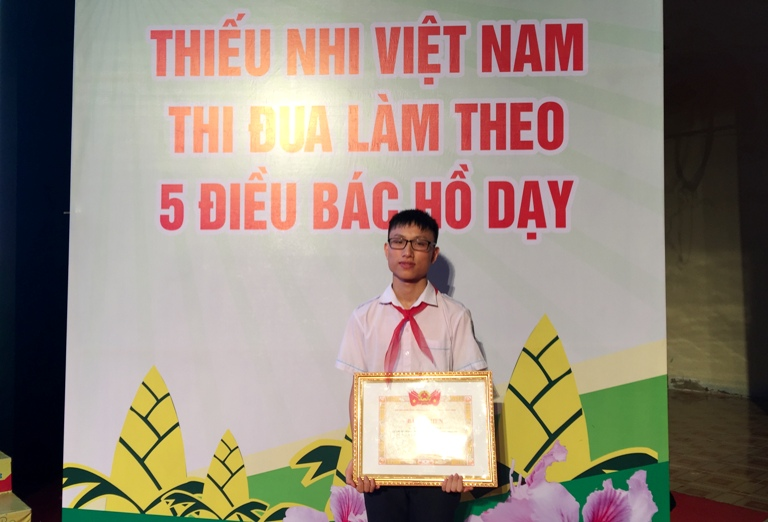 THIẾU NHI VIỆT NAM
THI ĐUA LÀM THEO
5 ĐIỀU BÁC HỒ DẠY